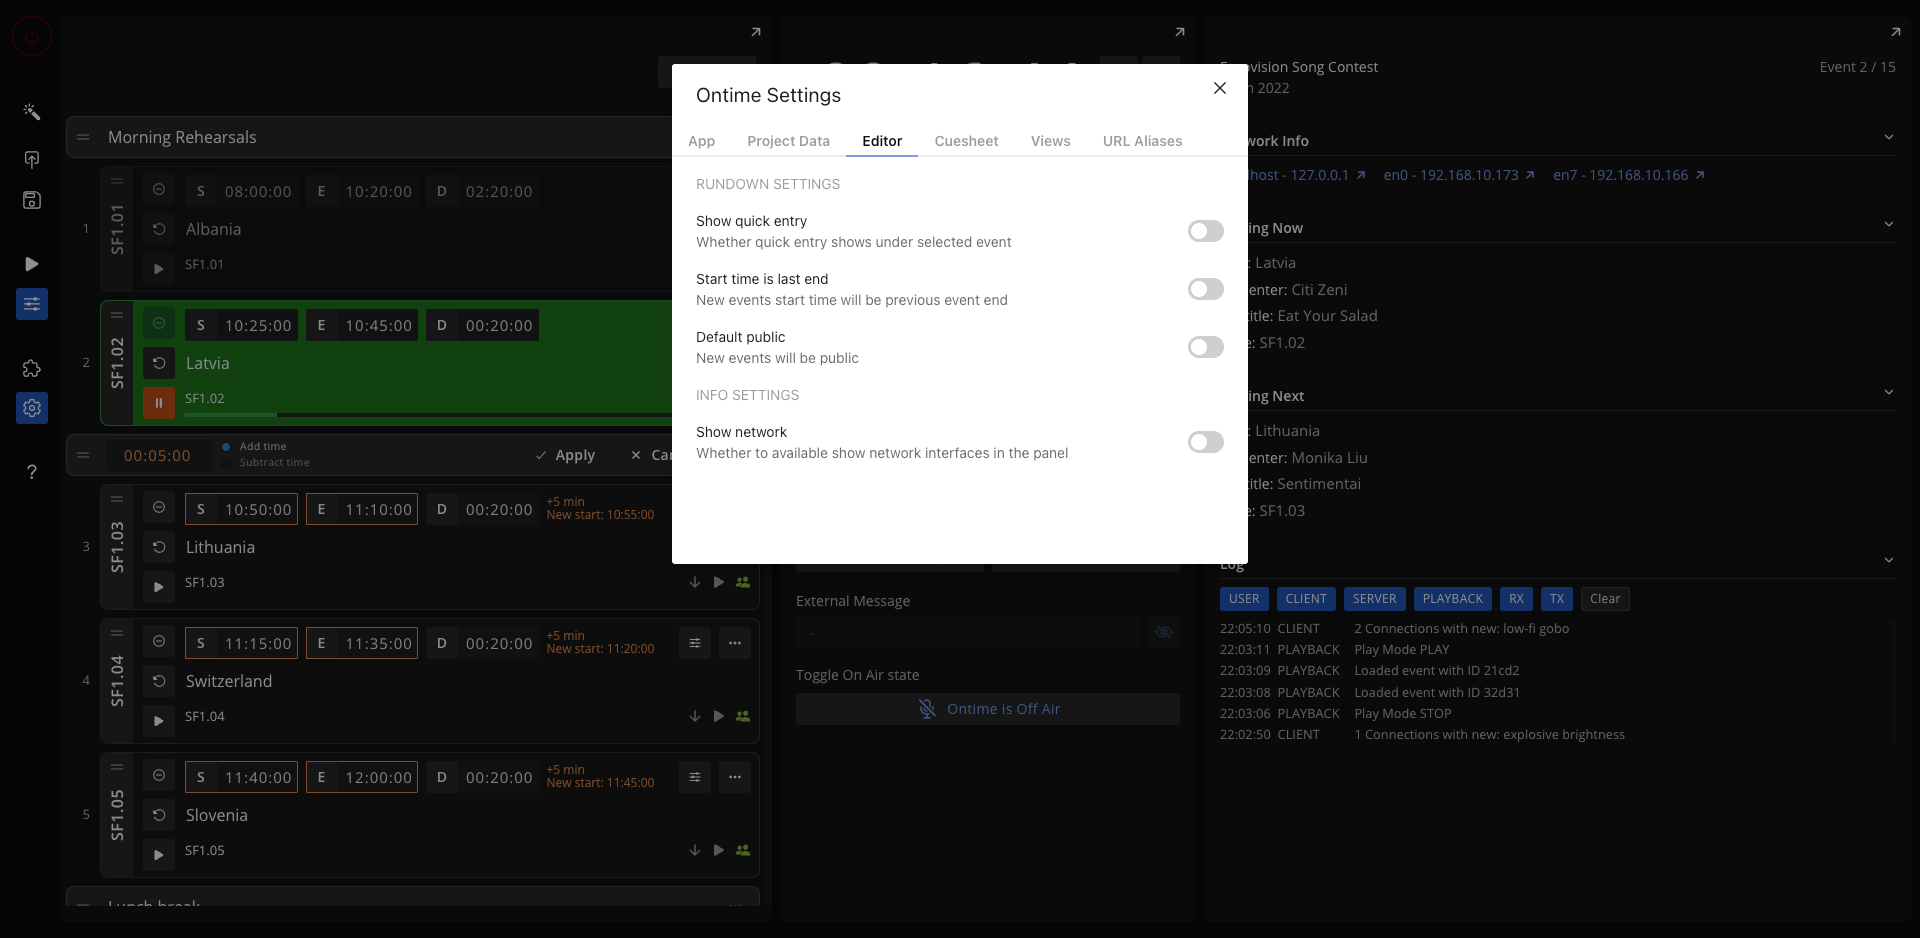 Ontime Settings
App
Project Data
Editor
Cuesheet
Views
URL Aliases
RUNDOWN SETTINGS
Show quick entry
Whether quick entry shows under selected event
Start time is last end
New events start time will be previous event end
Default public
New events will be public
INFO SETTINGS
Show network
Whether to available show network interfaces in the panel
Morning Rehearsals
1
SF1.01
S 08:00:00
E 10:20:00
D 02:20:00
Albania
SF1.01
2
SF1.02
S 10:25:00
E 10:45:00
D 00:20:00
Latvia
SF1.02
00:05:00
Add time
Subtract time
Apply
3
SF1.03
S 10:50:00
E 11:10:00
D 00:20:00
+5 min
New start: 10:55:00
Lithuania
SF1.03
4
SF1.04
S 11:15:00
E 11:35:00
D 00:20:00
+5 min
New start: 11:20:00
Switzerland
SF1.04
5
SF1.05
S 11:40:00
E 12:00:00
D 00:20:00
+5 min
New start: 11:45:00
Slovenia
SF1.05
Lunch break
External Message
-
Toggle On Air state
Ontime is Off Air
Song Contest
Event 2 / 15
2022
Info
127.0.0.1
en0 - 192.168.10.173
en7 - 192.168.10.166
Now
Latvia
Citi Zeni
Eat Your Salad
SF1.02
Next
Lithuania
Monika Liu
Sentimentai
SF1.03
Log
USER
CLIENT
SERVER
PLAYBACK
RX
TX
Clear
22:05:10 CLIENT 2 Connections with new: low-fi gobo
22:03:11 PLAYBACK Play Mode PLAY
22:03:09 PLAYBACK Loaded event with ID 21cd2
22:03:08 PLAYBACK Loaded event with ID 32d31
22:03:06 PLAYBACK Play Mode STOP
22:02:50 CLIENT 1 Connections with new: explosive brightness